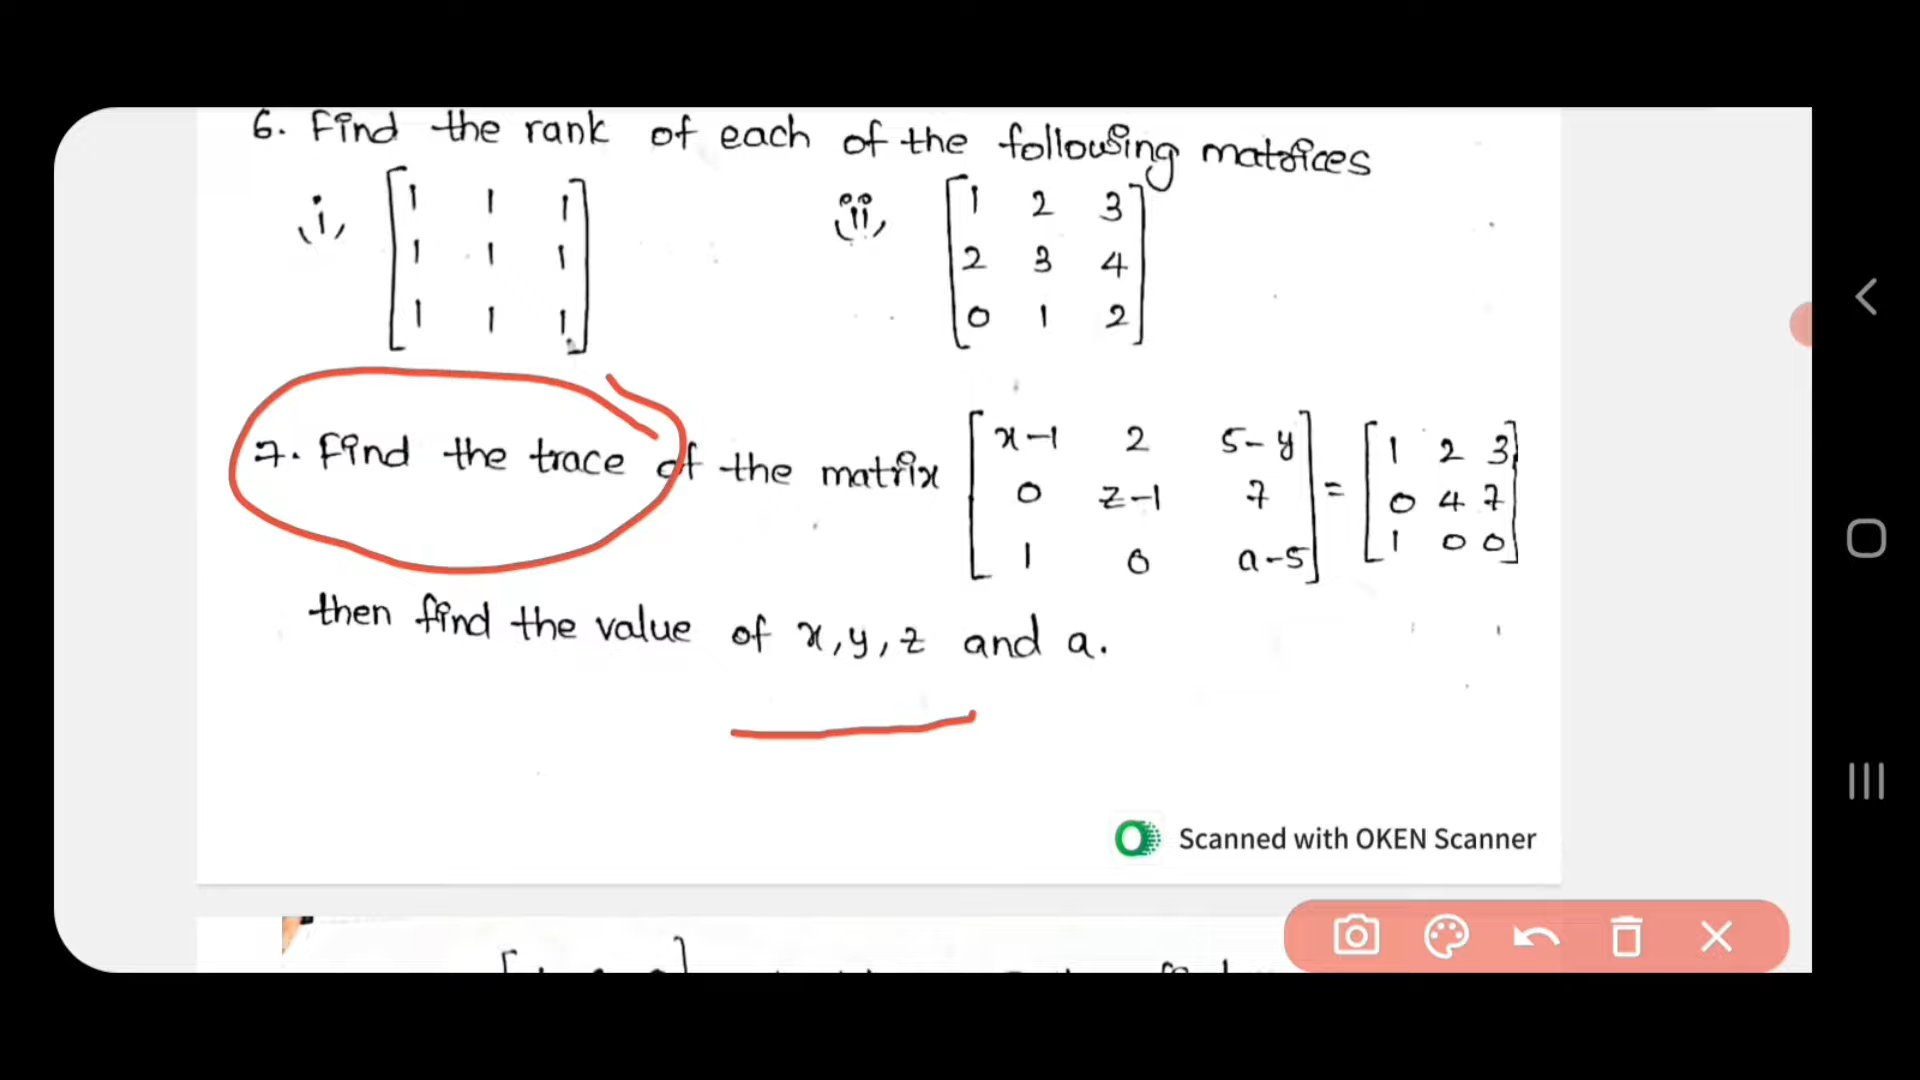 6. Find the rank of each of the following matrices
(i) [1 1 1
1 1 1
1 1 1]
(ii) [1 2 3
2 3 4
0 1 2]
7. Find the trace of the matrix [x-1 2 5-y
0 z-1 7
1 0 a-5] = [1 2 3
0 4 7
1 0 0]
then find the value of x, y, z and a.
Scanned with OKEN Scanner